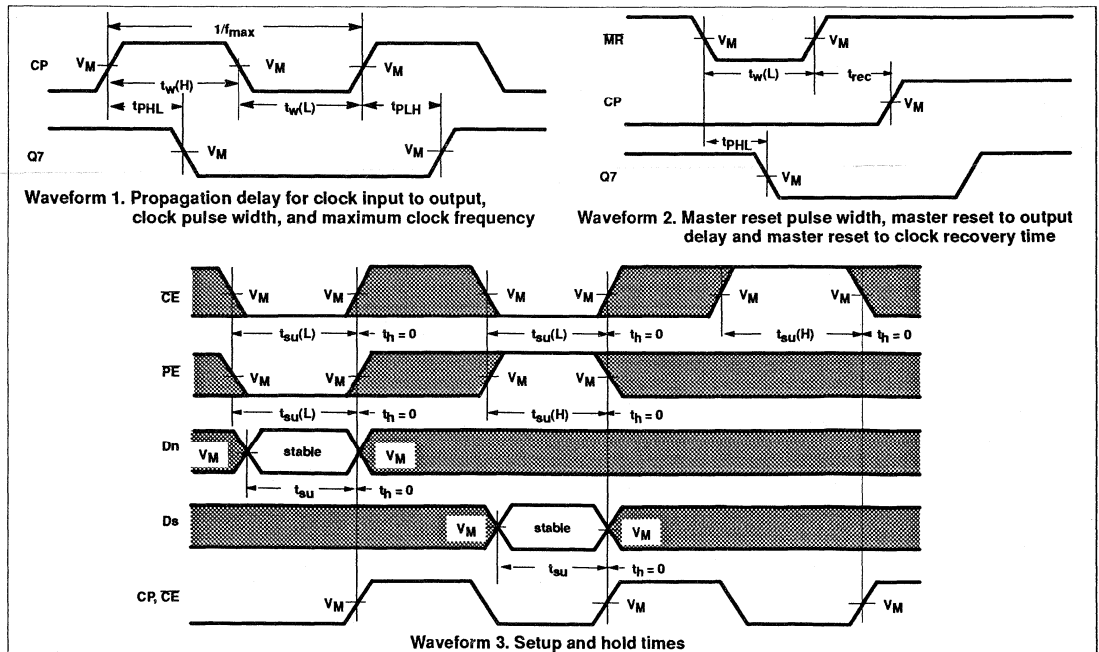 1/fmax
CP VM VM VM
tw(H)
tPHL tw(L) tPLH
Q7 VM VM
Waveform 1. Propagation delay for clock input to output,
clock pulse width, and maximum clock frequency
MR VM VM
tw(L) trec
CP VM
tPHL
Q7 VM
Waveform 2. Master reset pulse width, master reset to output
delay and master reset to clock recovery time
CE VM VM VM VM VM VM
tsu(L) th = 0 tsu(L) th = 0 tsu(H) th = 0
PE VM VM VM VM
tsu(L) th = 0 tsu(H) th = 0
Dn VM stable VM
tsu th = 0
Ds VM stable VM
tsu th = 0
CP, CE VM VM VM
Waveform 3. Setup and hold times